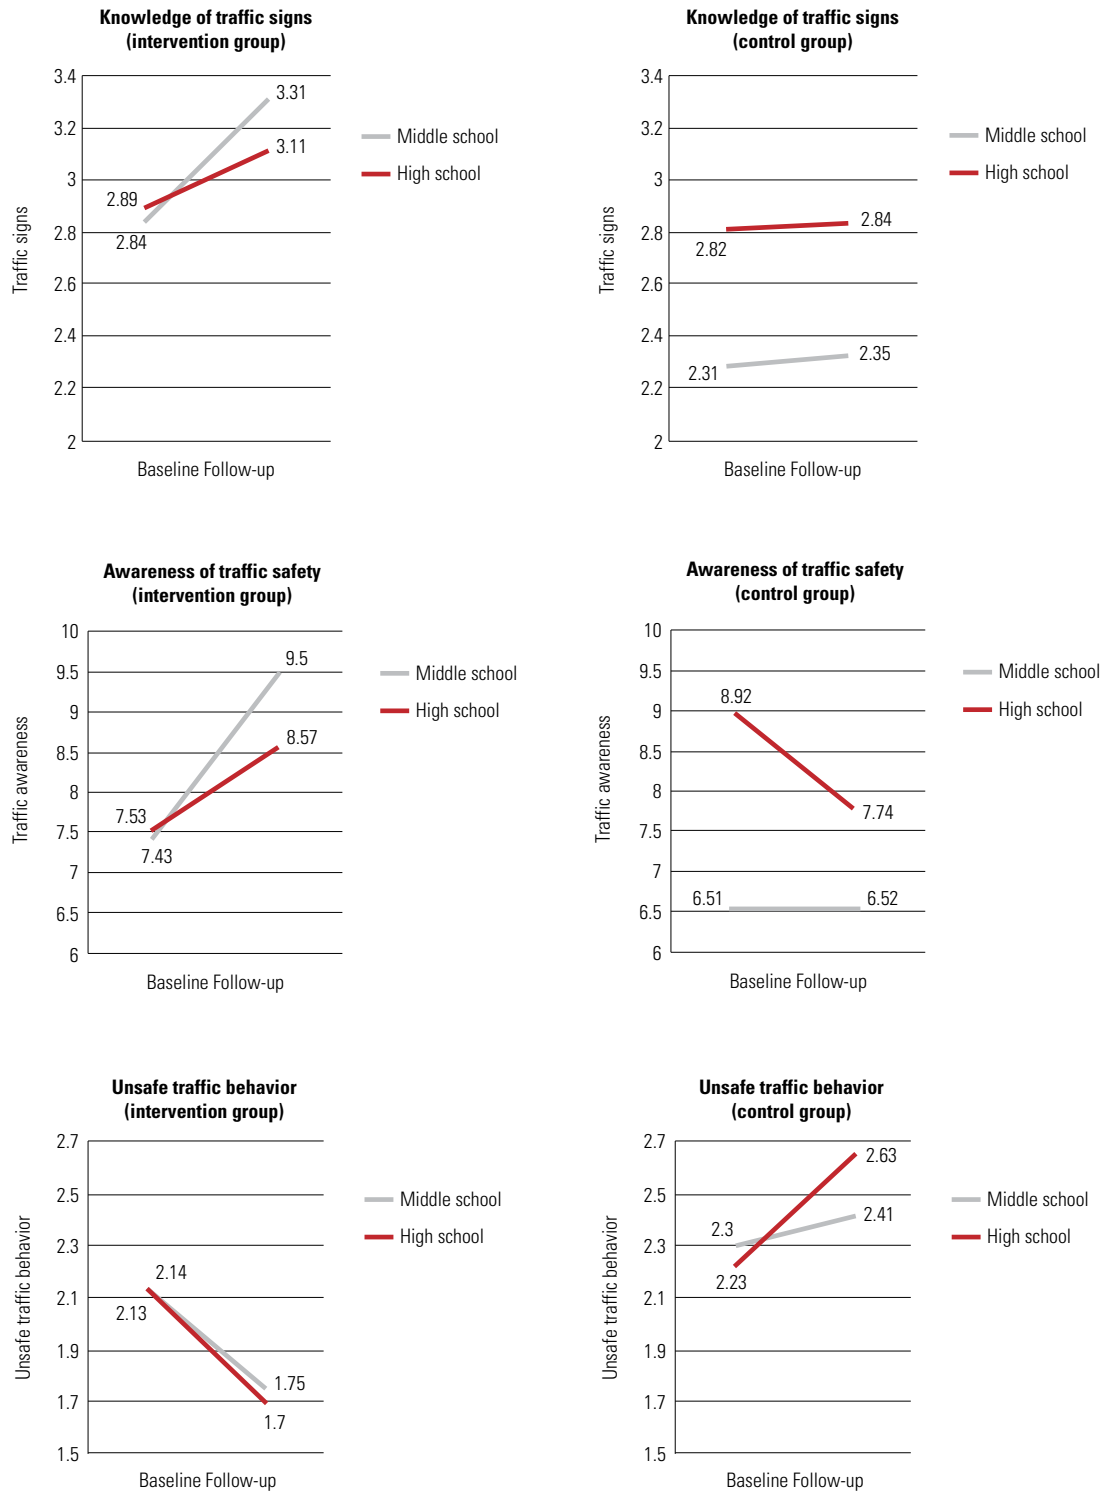 Knowledge of traffic signs
(intervention group)
3.4
3.2
3
2.8
2.6
2.4
2.2
2
Traffic signs
2.89
2.84
3.31
3.11
Middle school
High school
Baseline Follow-up
Knowledge of traffic signs
(control group)
3.4
3.2
3
2.8
2.6
2.4
2.2
2
Traffic signs
2.82
2.84
2.31
2.35
Middle school
High school
Baseline Follow-up
Awareness of traffic safety
(intervention group)
10
9.5
9
8.5
8
7.5
7
6.5
6
Traffic awareness
7.53
7.43
9.5
8.57
Middle school
High school
Baseline Follow-up
Awareness of traffic safety
(control group)
10
9.5
9
8.5
8
7.5
7
6.5
6
Traffic awareness
8.92
7.74
6.51
6.52
Middle school
High school
Baseline Follow-up
Unsafe traffic behavior
(intervention group)
2.7
2.5
2.3
2.1
1.9
1.7
1.5
Unsafe traffic behavior
2.14
2.13
1.75
1.7
Middle school
High school
Baseline Follow-up
Unsafe traffic behavior
(control group)
2.7
2.5
2.3
2.1
1.9
1.7
1.5
Unsafe traffic behavior
2.3
2.23
2.63
2.41
Middle school
High school
Baseline Follow-up